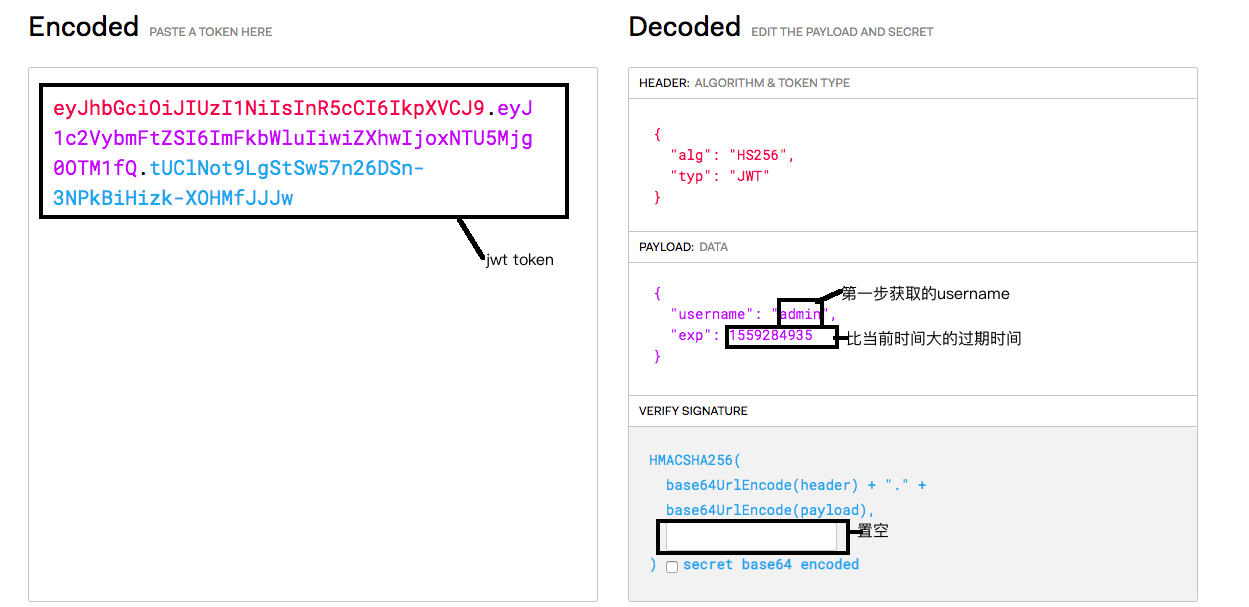 Encoded PASTE A TOKEN HERE
eyJhbGciOiJIUzI1NiIsInR5cCI6IkpXVCJ9.eyJ
1c2VybmFtZSI6ImFkbWluIiwiZXhwIjoxNTU5Mjg
0OTM1fQ.tUClNot9LgStSw57n26DSn-
3NPkBiHizk-XOHMfJJJw
jwt token
Decoded EDIT THE PAYLOAD AND SECRET
HEADER: ALGORITHM & TOKEN TYPE
{
"alg": "HS256",
"typ": "JWT"
}
PAYLOAD: DATA
{
第一步获取的username
"username": "admin",
"exp": 1559284935
比当前时间大的过期时间
}
VERIFY SIGNATURE
HMACSHA256(
base64UrlEncode(header) + "." +
base64UrlEncode(payload),
置空
) secret base64 encoded